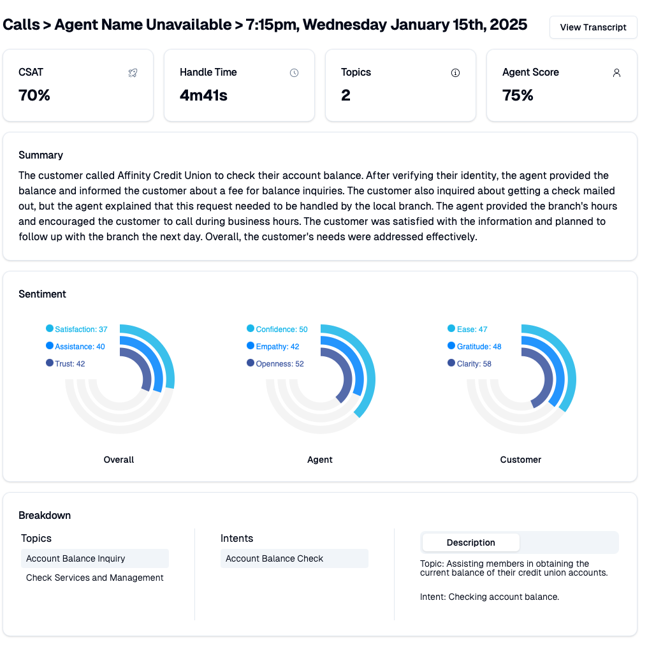 Calls > Agent Name Unavailable > 7:15pm, Wednesday January 15th, 2025
View Transcript
CSAT
70%
Handle Time
4m41s
Topics
2
Agent Score
75%
Summary
The customer called Affinity Credit Union to check their account balance. After verifying their identity, the agent provided the
balance and informed the customer about a fee for balance inquiries. The customer also inquired about getting a check mailed
out, but the agent explained that this request needed to be handled by the local branch. The agent provided the branch's hours
and encouraged the customer to call during business hours. The customer was satisfied with the information and planned to
follow up with the branch the next day. Overall, the customer's needs were addressed effectively.
Sentiment
Satisfaction: 37
Assistance: 40
Trust: 42
Overall
Confidence: 50
Empathy: 42
Openness: 52
Agent
Ease: 47
Gratitude: 48
Clarity: 58
Customer
Breakdown
Topics
Account Balance Inquiry
Check Services and Management
Intents
Account Balance Check
Description
Topic: Assisting members in obtaining the
current balance of their credit union accounts.
Intent: Checking account balance.